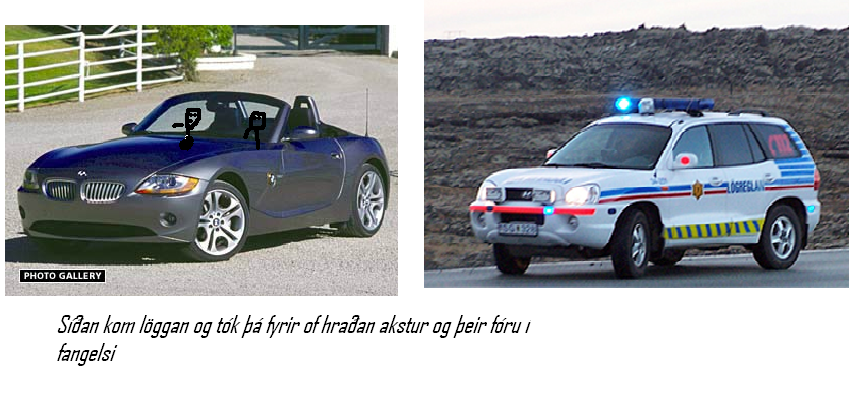 LÖGREGLAN
PHOTO GALLERY
Síðan kom löggan og tók þá fyrir of hraðan akstur og þeir fóru í
fangelsi